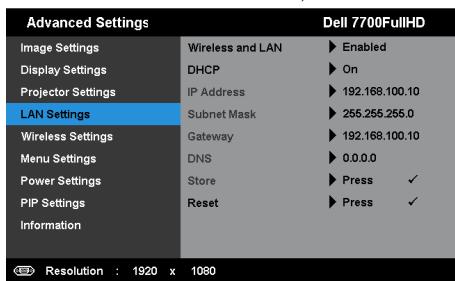 Advanced Settings Dell 7700FullHD
Image Settings Wireless and LAN Enabled
Display Settings DHCP On
Projector Settings IP Address 192.168.100.10
LAN Settings Subnet Mask 255.255.255.0
Wireless Settings Gateway 192.168.100.10
Menu Settings DNS 0.0.0.0
Power Settings Store Press ✓
PIP Settings Reset Press ✓
Information
Resolution : 1920 x 1080